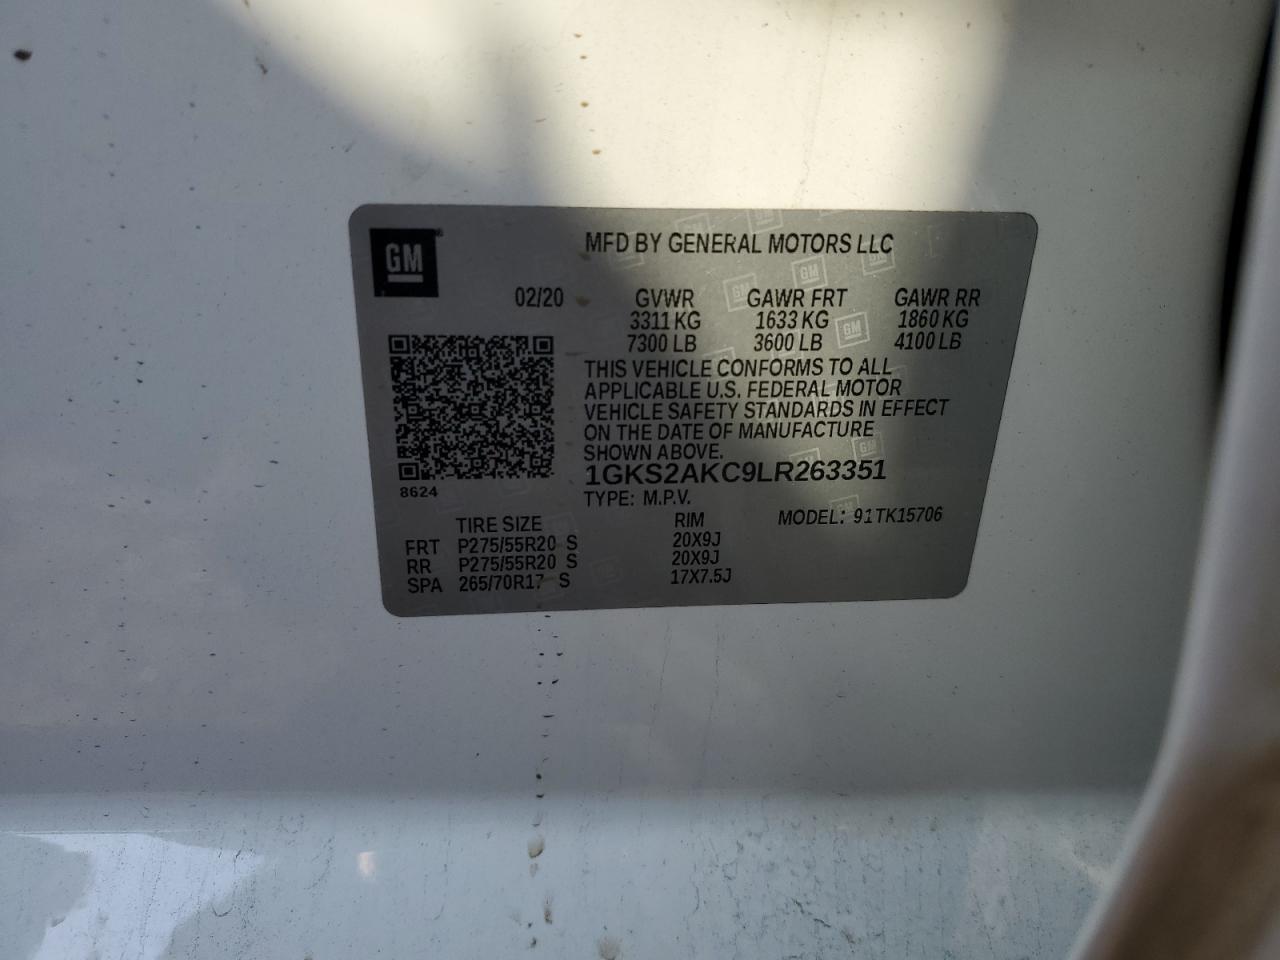 GM
MFD BY GENERAL MOTORS LLC
02/20 GVWR GAWR FRT GAWR RR
3311 KG 1633 KG 1860 KG
7300 LB 3600 LB 4100 LB
THIS VEHICLE CONFORMS TO ALL
APPLICABLE U.S. FEDERAL MOTOR
VEHICLE SAFETY STANDARDS IN EFFECT
ON THE DATE OF MANUFACTURE
SHOWN ABOVE.
1GKS2AKC9LR263351
8624
TYPE: M.P.V.
MODEL: 91TK15706
TIRE SIZE RIM
FRT P275/55R20 S 20X9J
RR P275/55R20 S 20X9J
SPA 265/70R17 S 17X7.5J